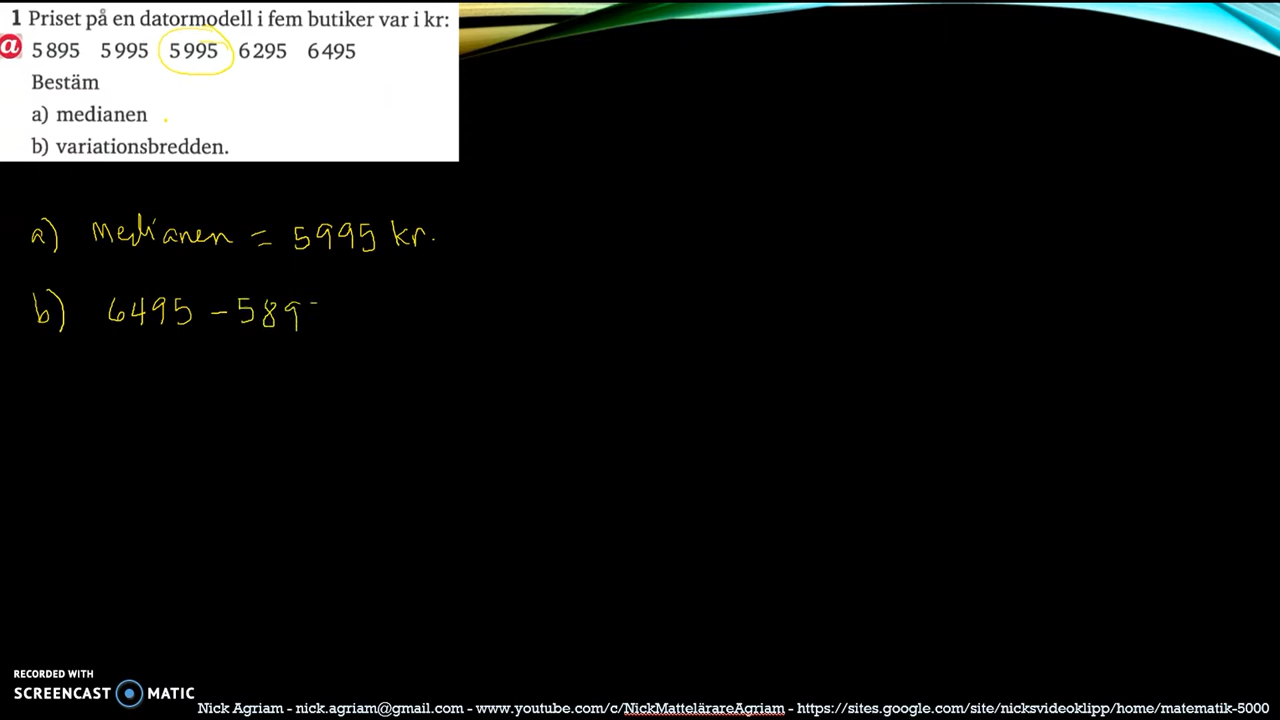 1 Priset på en datormodell i fem butiker var i kr:
a 5 895 5 995 5 995 6 295 6 495
Bestäm
a) medianen
b) variationsbredden.
a) Medianen = 5995 kr.
b) 6495 - 589
RECORDED WITH
SCREENCAST MATIC
Nick Agriam - nick.agriam@gmail.com - www.youtube.com/c/NickMattelärareAgriam - https://sites.google.com/site/nicksvideoklipp/home/matematik-5000